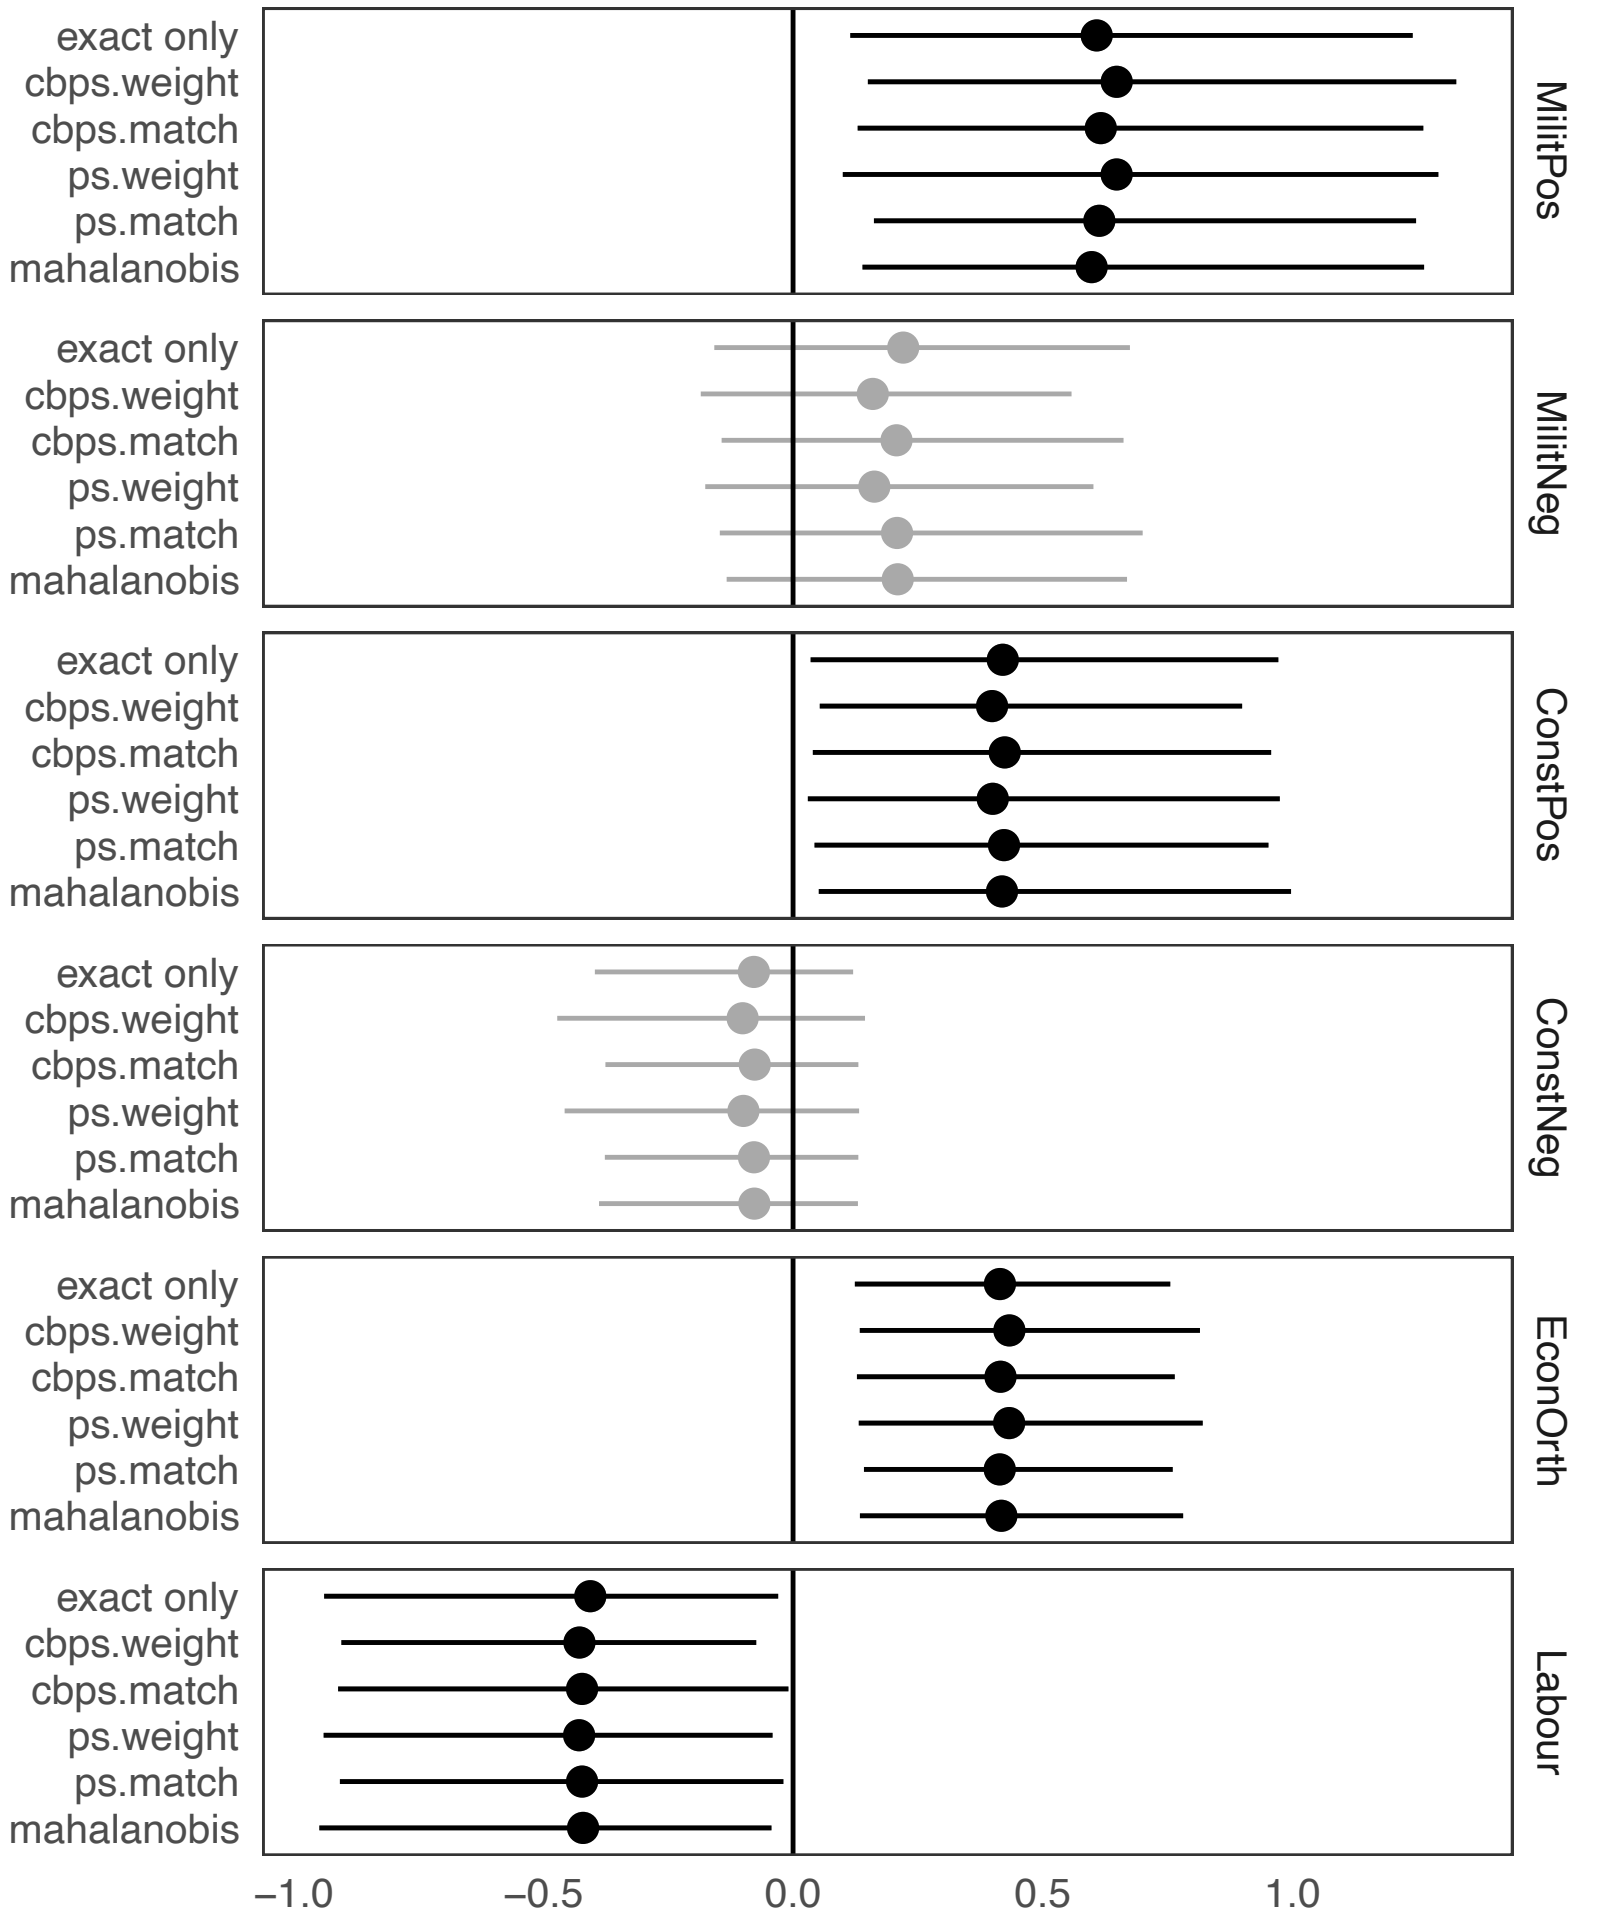 exact only
cbps.weight
cbps.match
ps.weight
ps.match
mahalanobis
MilitPos
exact only
cbps.weight
cbps.match
ps.weight
ps.match
mahalanobis
MilitNeg
exact only
cbps.weight
cbps.match
ps.weight
ps.match
mahalanobis
ConstPos
exact only
cbps.weight
cbps.match
ps.weight
ps.match
mahalanobis
ConstNeg
exact only
cbps.weight
cbps.match
ps.weight
ps.match
mahalanobis
EconOrth
exact only
cbps.weight
cbps.match
ps.weight
ps.match
mahalanobis
Labour
−1.0 −0.5 0.0 0.5 1.0